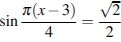 sin π(x−3)/4 = √2/2